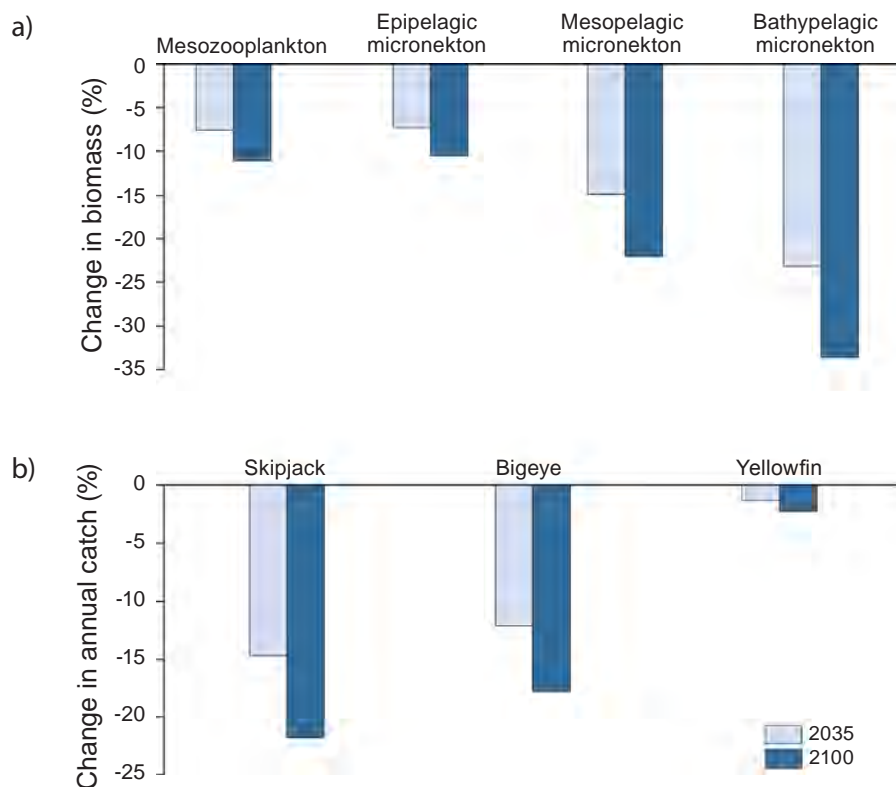 a)
Mesozooplankton
Epipelagic
micronekton
Mesopelagic
micronekton
Bathypelagic
micronekton
Change in biomass (%)
0
-5
-10
-15
-20
-25
-30
-35
b)
Skipjack
Bigeye
Yellowfin
Change in annual catch (%)
0
-5
-10
-15
-20
-25
2035
2100